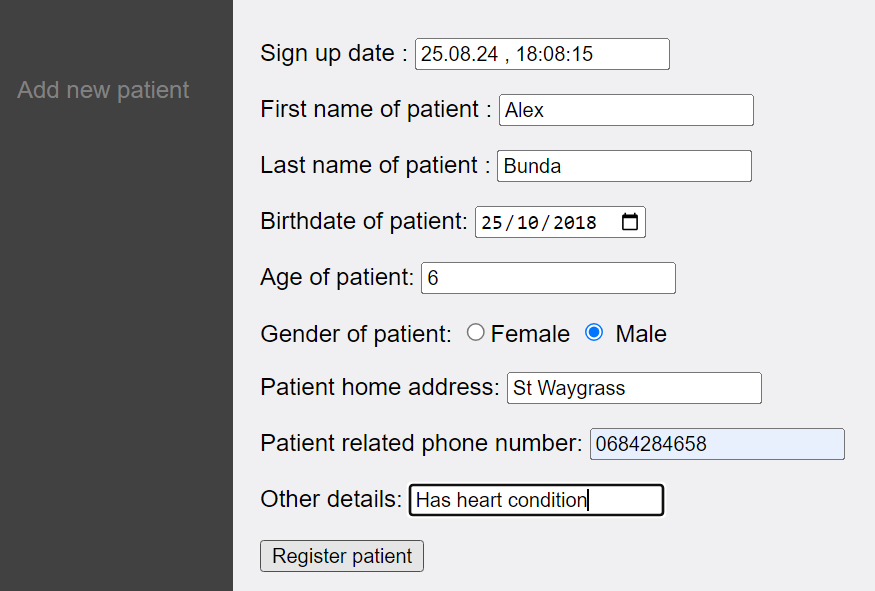 Add new patient
Sign up date : 25.08.24 , 18:08:15
First name of patient : Alex
Last name of patient : Bunda
Birthdate of patient: 25/10/2018
Age of patient: 6
Gender of patient: Female Male
Patient home address: St Waygrass
Patient related phone number: 0684284658
Other details: Has heart condition
Register patient